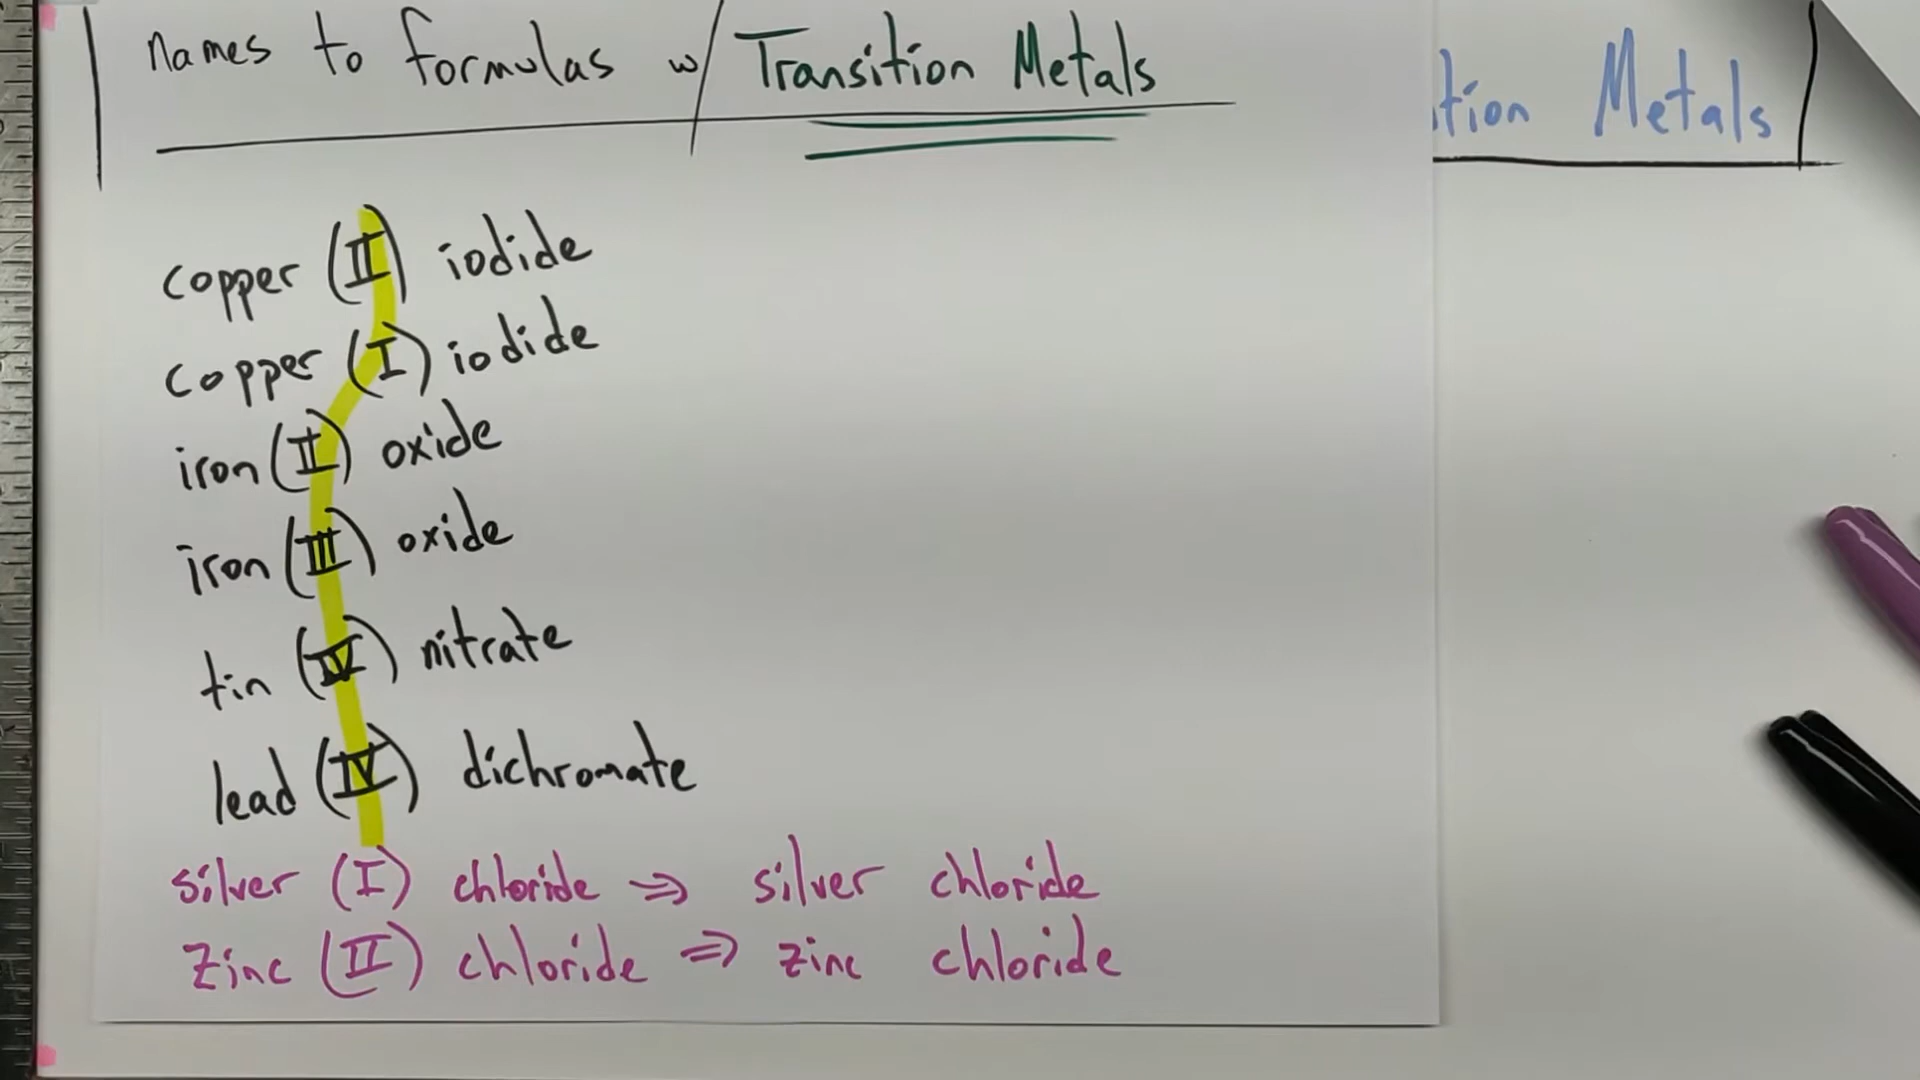 names to formulas w/ Transition Metals
tion Metals
copper (II) iodide
copper (I) iodide
iron (II) oxide
iron (III) oxide
tin (IV) nitrate
lead (IV) dichromate
silver (I) chloride ⇒ silver chloride
Zinc (II) chloride ⇒ zinc chloride